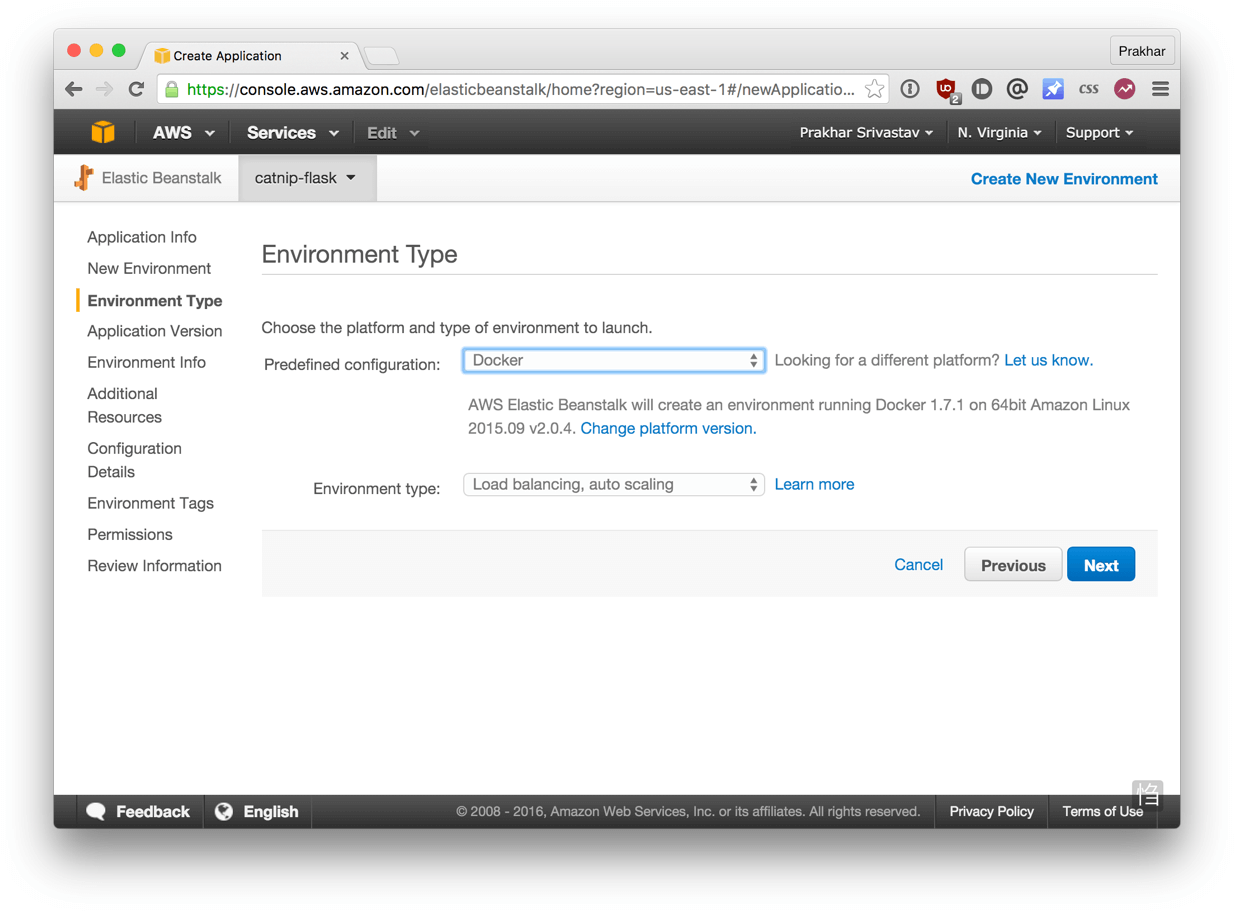 Create Application
Prakhar
https://console.aws.amazon.com/elasticbeanstalk/home?region=us-east-1#/newApplicatio...
2
@
css
AWS
Services
Edit
Prakhar Srivastav
N. Virginia
Support
Elastic Beanstalk
catnip-flask
Create New Environment
Application Info
New Environment
Environment Type
Application Version
Environment Info
Additional
Resources
Configuration
Details
Environment Tags
Permissions
Review Information
Environment Type
Choose the platform and type of environment to launch.
Predefined configuration:
Docker
Looking for a different platform? Let us know.
AWS Elastic Beanstalk will create an environment running Docker 1.7.1 on 64bit Amazon Linux
2015.09 v2.0.4. Change platform version.
Environment type:
Load balancing, auto scaling
Learn more
Cancel
Previous
Next
Feedback
English
© 2008 - 2016, Amazon Web Services, Inc. or its affiliates. All rights reserved.
Privacy Policy
Terms of Use